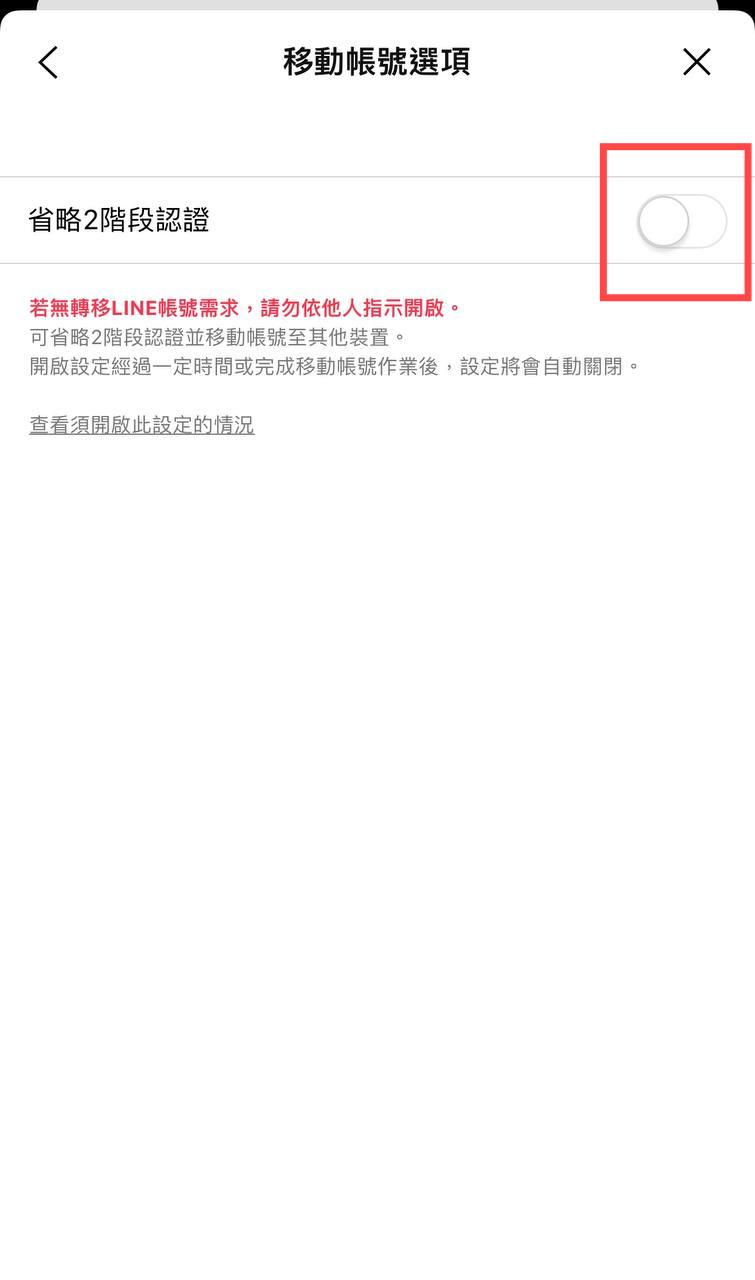 移動帳號選項
省略2階段認證
若無轉移LINE帳號需求，請勿依他人指示開啟。
可省略2階段認證並移動帳號至其他裝置。
開啟設定經過一定時間或完成移動帳號作業後，設定將會自動關閉。
查看須開啟此設定的情況